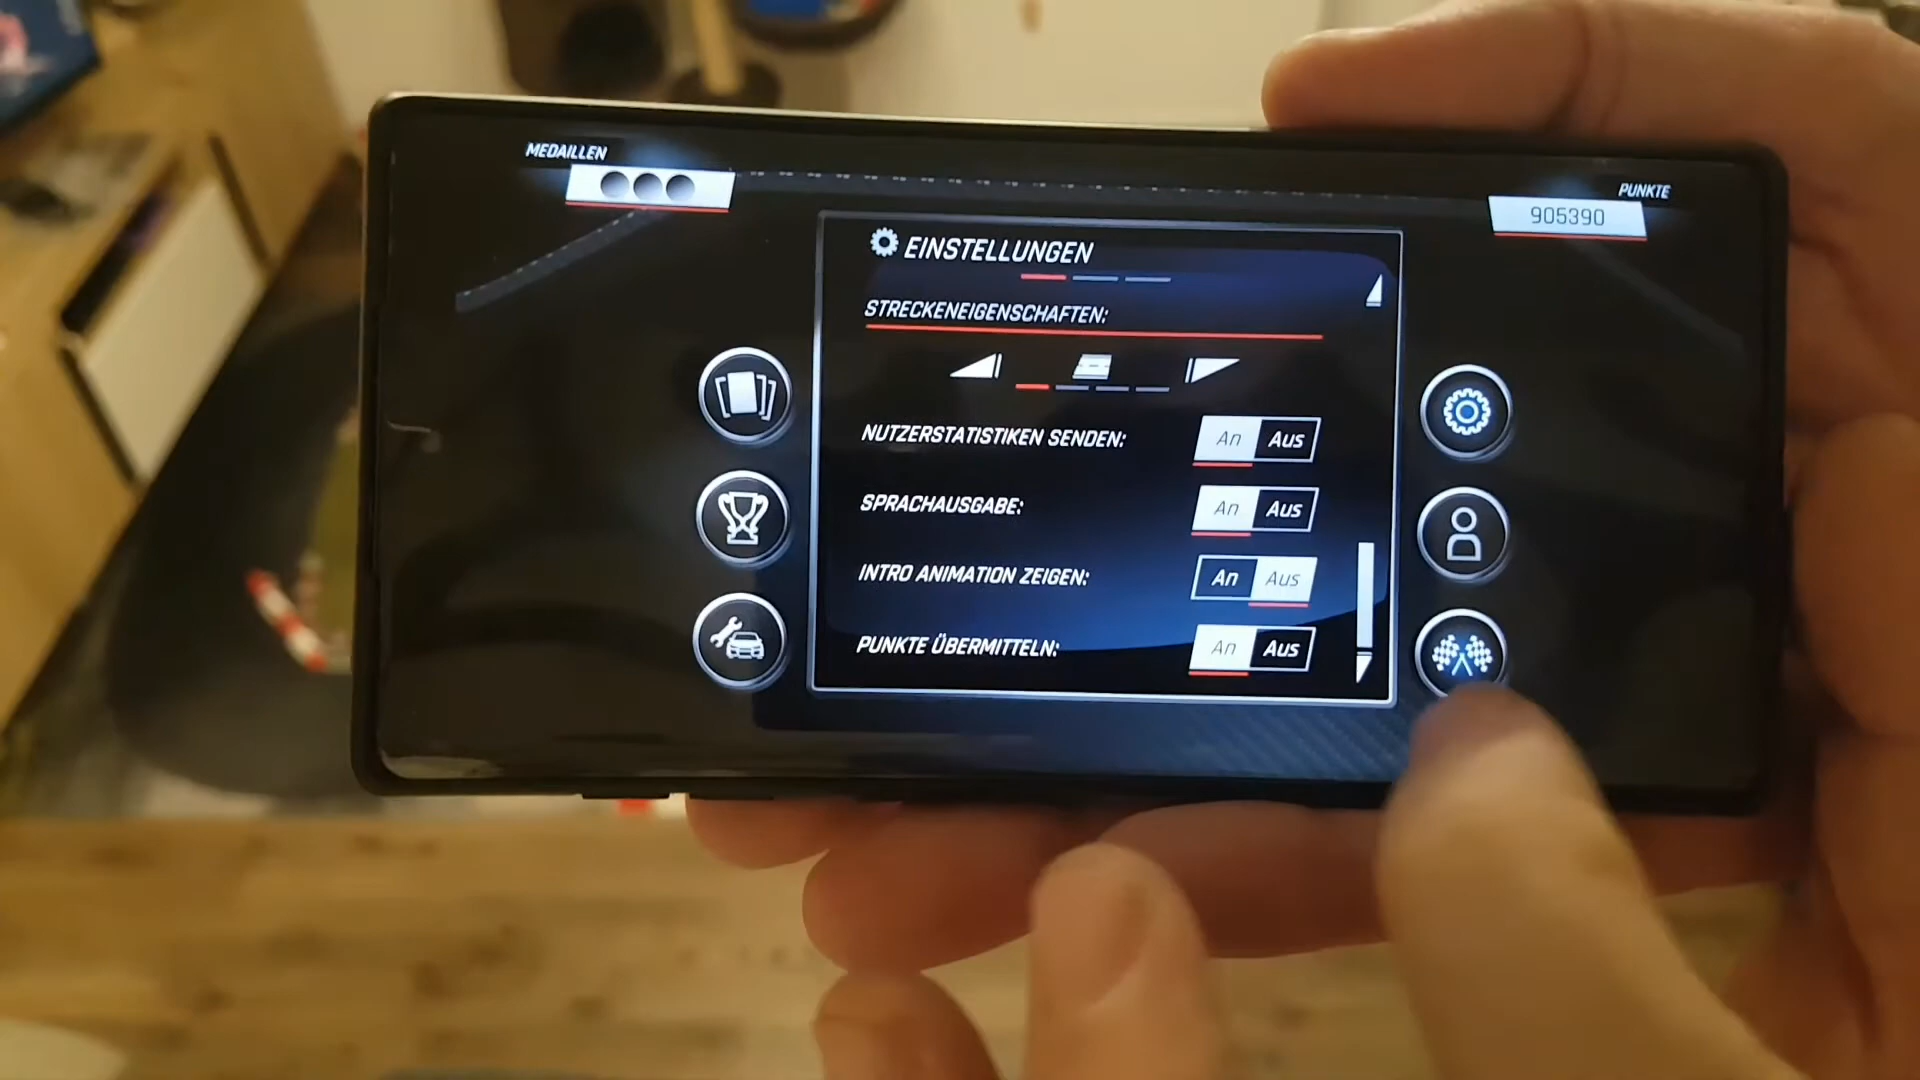 MEDAILLEN
PUNKTE
905390
EINSTELLUNGEN
STRECKENEIGENSCHAFTEN:
NUTZERSTATISTIKEN SENDEN: An Aus
SPRACHAUSGABE: An Aus
INTRO ANIMATION ZEIGEN: An Aus
PUNKTE ÜBERMITTELN: An Aus